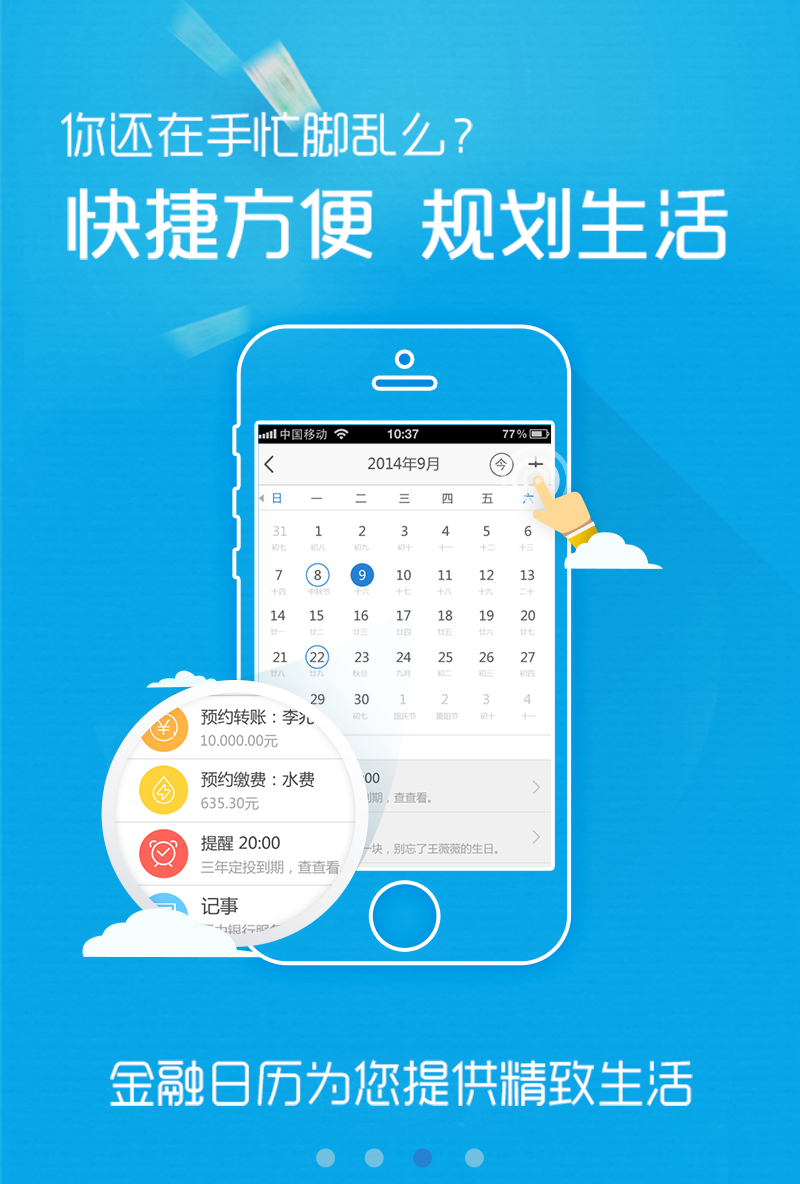 你还在手忙脚乱么?
快捷方便 规划生活
中国移动 10:37 77%
2014年9月 今
日 一 二 三 四 五 六
31 1 2 3 4 5 6
初七 初八 初九 初十 十一 十二 十三
7 8 9 10 11 12 13
十四 中秋节 十六 十七 十八 十九 二十
14 15 16 17 18 19 20
廿一 廿二 廿三 廿四 廿五 廿六 廿七
21 22 23 24 25 26 27
廿八 廿九 秋分 九月 初二 初三 初四
29 30 1 2 3 4
初七 国庆节 重阳节 初十 十一
预约转账：李兆
10.000.00元
:00
到期，查查看。
预约缴费：水费
635.30元
提醒 20:00
三年定投到期，查查看
一块，别忘了王薇薇的生日。
记事
金融日历为您提供精致生活